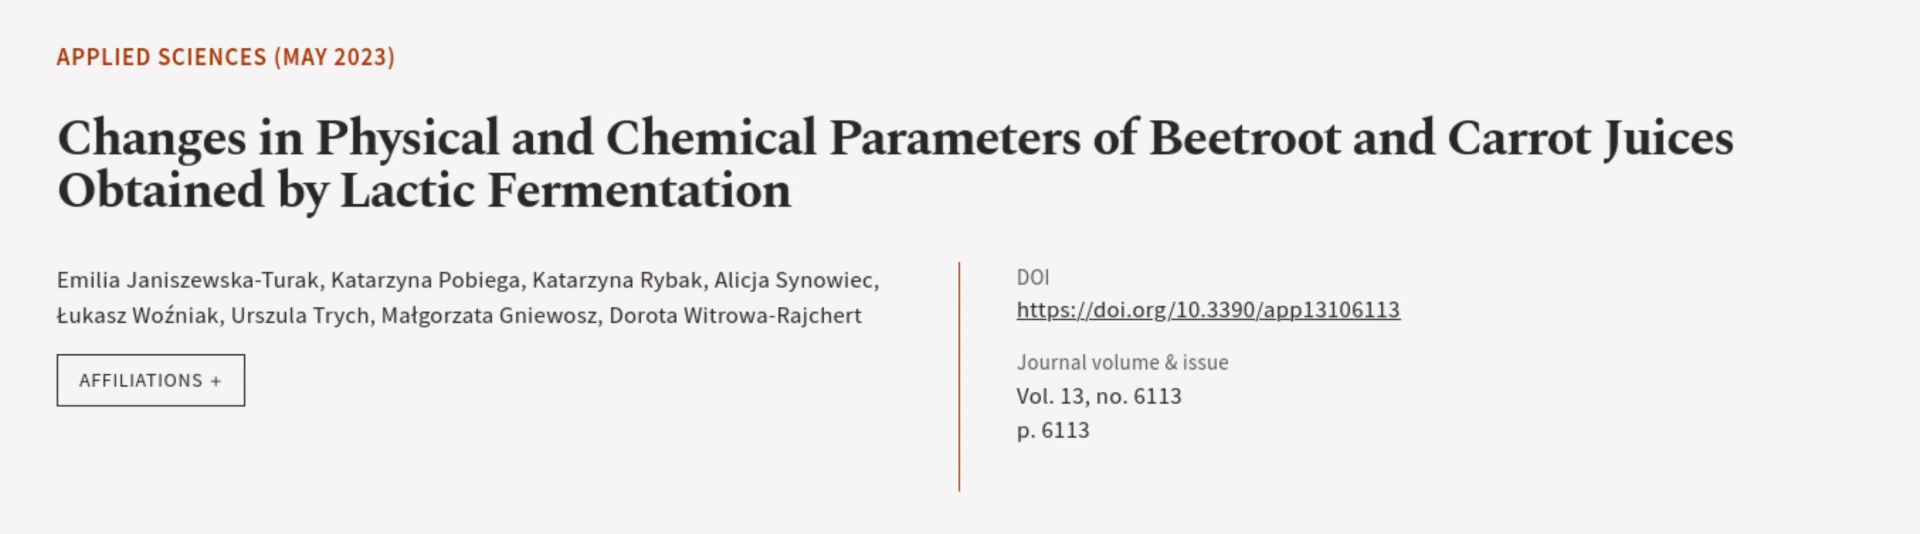 APPLIED SCIENCES (MAY 2023)
Changes in Physical and Chemical Parameters of Beetroot and Carrot Juices
Obtained by Lactic Fermentation
Emilia Janiszewska-Turak, Katarzyna Pobiega, Katarzyna Rybak, Alicja Synowiec,
Łukasz Woźniak, Urszula Trych, Małgorzata Gniewosz, Dorota Witrowa-Rajchert
AFFILIATIONS +
DOI
https://doi.org/10.3390/app13106113
Journal volume & issue
Vol. 13, no. 6113
p. 6113